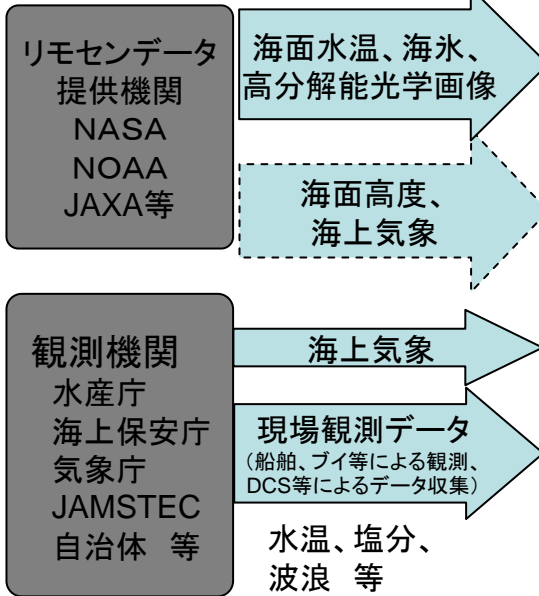 リモセンデータ
提供機関
NASA
NOAA
JAXA等
海面水温、海氷、
高分解能光学画像
海面高度、
海上気象
観測機関
水産庁
海上保安庁
気象庁
JAMSTEC
自治体 等
海上気象
現場観測データ
(船舶、ブイ等による観測、
DCS等によるデータ収集)
水温、塩分、
波浪 等